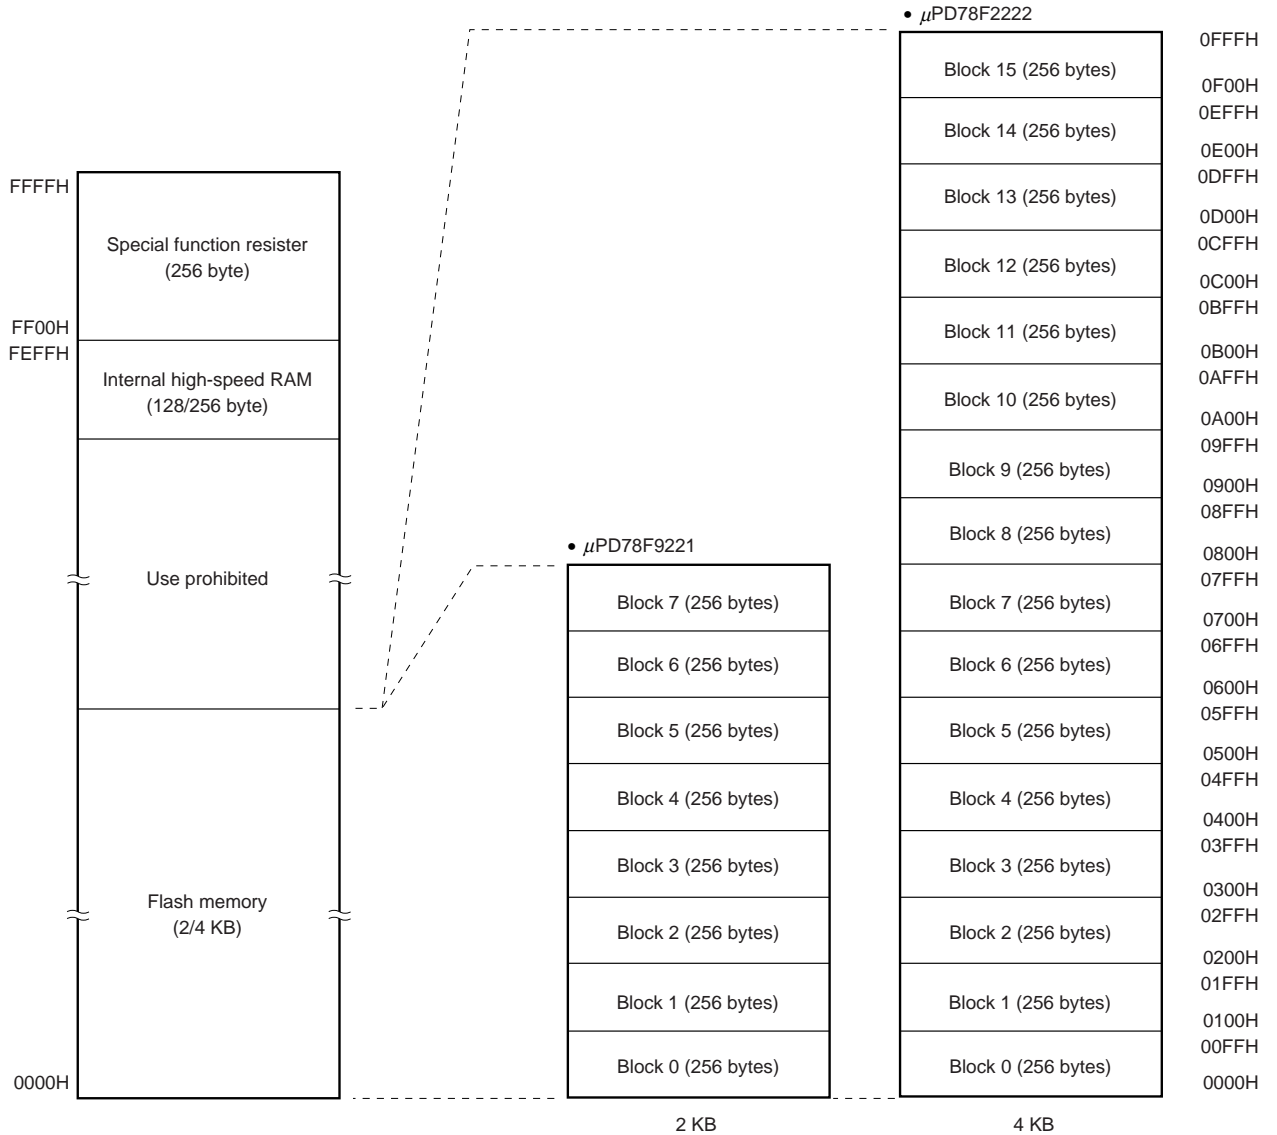 FFFFH
Special function resister
(256 byte)
FF00H
FEFFH
Internal high-speed RAM
(128/256 byte)
Use prohibited
Flash memory
(2/4 KB)
0000H
• μPD78F9221
Block 7 (256 bytes)
Block 6 (256 bytes)
Block 5 (256 bytes)
Block 4 (256 bytes)
Block 3 (256 bytes)
Block 2 (256 bytes)
Block 1 (256 bytes)
Block 0 (256 bytes)
2 KB
• μPD78F2222
0FFFH
Block 15 (256 bytes)
0F00H
0EFFH
Block 14 (256 bytes)
0E00H
0DFFH
Block 13 (256 bytes)
0D00H
0CFFH
Block 12 (256 bytes)
0C00H
0BFFH
Block 11 (256 bytes)
0B00H
0AFFH
Block 10 (256 bytes)
0A00H
09FFH
Block 9 (256 bytes)
0900H
08FFH
Block 8 (256 bytes)
0800H
07FFH
Block 7 (256 bytes)
0700H
06FFH
Block 6 (256 bytes)
0600H
05FFH
Block 5 (256 bytes)
0500H
04FFH
Block 4 (256 bytes)
0400H
03FFH
Block 3 (256 bytes)
0300H
02FFH
Block 2 (256 bytes)
0200H
01FFH
Block 1 (256 bytes)
0100H
00FFH
Block 0 (256 bytes)
0000H
4 KB